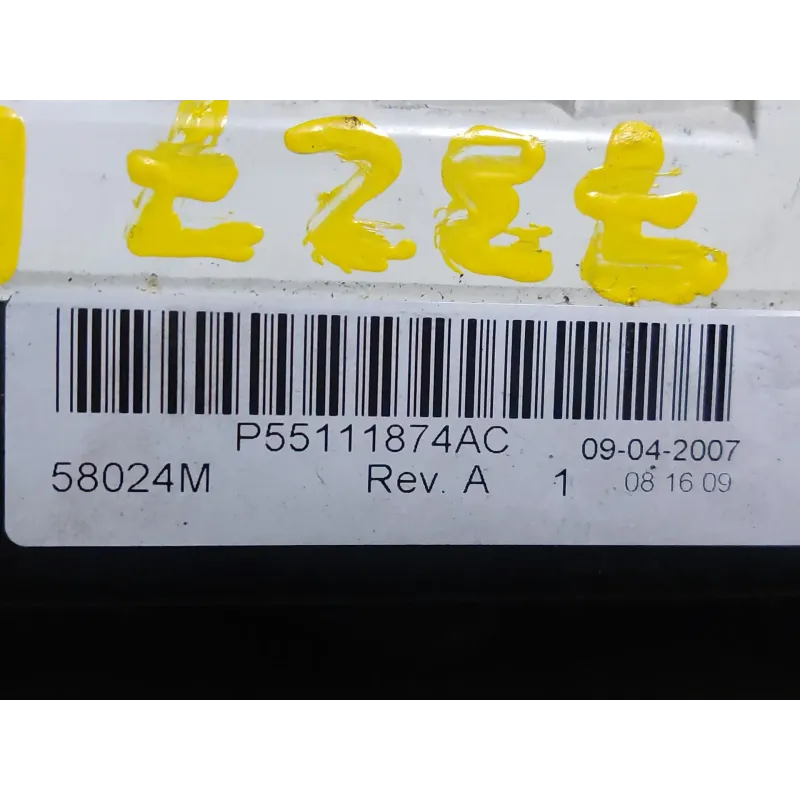 P55111874AC 09-04-2007
58024M Rev. A 1 08 16 09